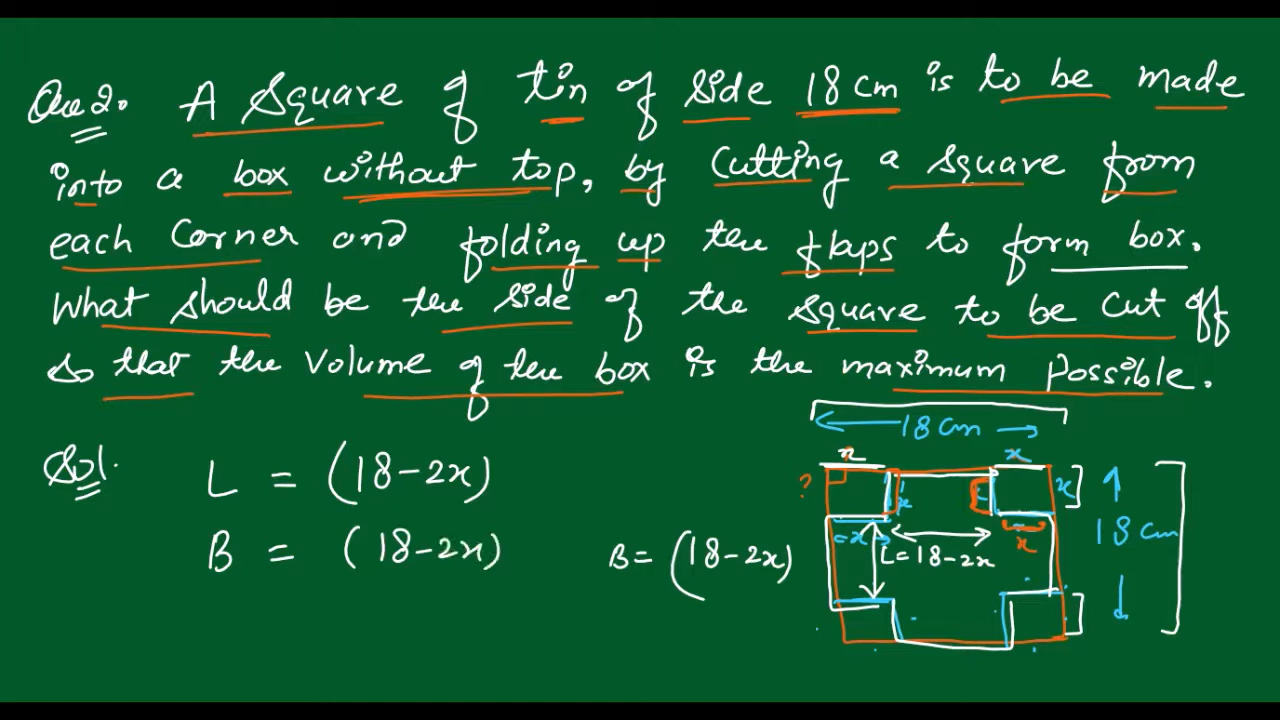 Que 2. A Square of tin of side 18 cm is to be made
into a box without top, by cutting a square from
each corner and folding up the flaps to form box.
What should be the side of the square to be cut off
so that the volume of the box is the maximum possible.
18 cm
x x
? x x
x L=18-2x x
18 cm
Sol.
L = (18-2x)
B = (18-2x)
B = (18-2x)